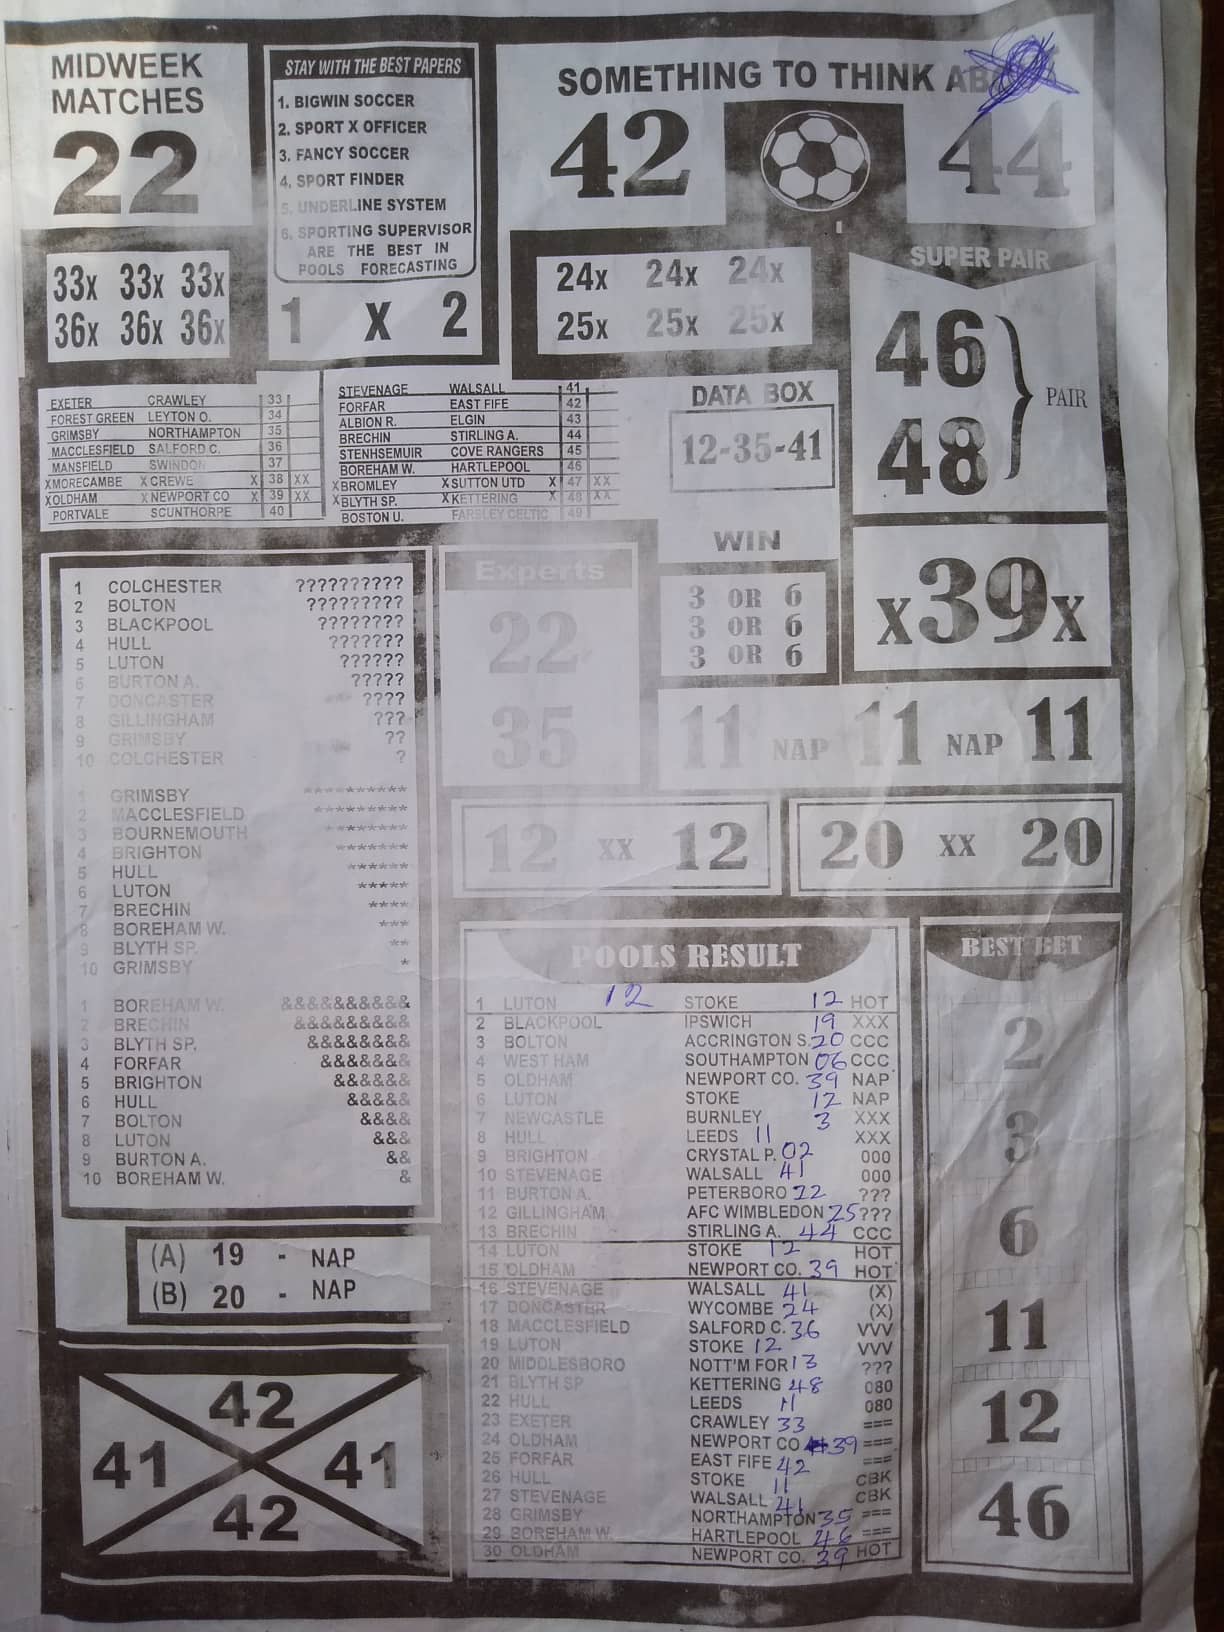 MIDWEEK
MATCHES
22
STAY WITH THE BEST PAPERS
1. BIGWIN SOCCER
2. SPORT X OFFICER
3. FANCY SOCCER
4. SPORT FINDER
5. UNDERLINE SYSTEM
6. SPORTING SUPERVISOR
ARE THE BEST IN
POOLS FORECASTING
1 X 2
SOMETHING TO THINK
42 44
33x 33x 33x
36x 36x 36x
24x 24x 24x
25x 25x 25x
SUPER PAIR
46
48
PAIR
EXETER CRAWLEY 33
FOREST GREEN LEYTON O. 34
GRIMSBY NORTHAMPTON 35
MACCLESFIELD SALFORD C. 36
MANSFIELD SWINDON 37
XMORECAMBE X CREWE X 38 XX
XOLDHAM X NEWPORT CO X 39 XX
PORTVALE SCUNTHORPE 40
STEVENAGE WALSALL 41
FORFAR EAST FIFE 42
ALBION R. ELGIN 43
BRECHIN STIRLING A. 44
STENHSEMUIR COVE RANGERS 45
BOREHAM W. HARTLEPOOL 46
XBROMLEY X SUTTON UTD X 47 XX
XBLYTH SP. X KETTERING X 48 XX
BOSTON U. FARSLEY CELTIC 49
DATA BOX
12-35-41
WIN
3 OR 6
3 OR 6
3 OR 6
X39X
1 COLCHESTER ??????????
2 BOLTON ?????????
3 BLACKPOOL ????????
4 HULL ???????
5 LUTON ??????
6 BURTON A. ?????
7 DONCASTER ????
8 GILLINGHAM ???
9 GRIMSBY ??
10 COLCHESTER ?
1 GRIMSBY **********
2 MACCLESFIELD *********
3 BOURNEMOUTH ********
4 BRIGHTON *******
5 HULL ******
6 LUTON *****
7 BRECHIN ****
8 BOREHAM W. ***
9 BLYTH SP. **
10 GRIMSBY *
1 BOREHAM W. &&&&&&&&&&
2 BRECHIN &&&&&&&&&
3 BLYTH SP. &&&&&&&&
4 FORFAR &&&&&&&
5 BRIGHTON &&&&&&
6 HULL &&&&&
7 BOLTON &&&&
8 LUTON &&&
9 BURTON A. &&
10 BOREHAM W. &
Experts
22
35
11 NAP 11 NAP 11
12 XX 12
20 XX 20
(A) 19 - NAP
(B) 20 - NAP
42
41 41
42
POOLS RESULT
1 LUTON 12 STOKE 12 HOT
2 BLACKPOOL IPSWICH 19 XXX
3 BOLTON ACCRINGTON S. 20 CCC
4 WEST HAM SOUTHAMPTON 06 CCC
5 OLDHAM NEWPORT CO. 39 NAP
6 LUTON STOKE 12 NAP
7 NEWCASTLE BURNLEY 3 XXX
8 HULL LEEDS 11 XXX
9 BRIGHTON CRYSTAL P. 02 000
10 STEVENAGE WALSALL 41 000
11 BURTON A. PETERBORO 22 ???
12 GILLINGHAM AFC WIMBLEDON 25 ???
13 BRECHIN STIRLING A. 44 CCC
14 LUTON STOKE 12 HOT
15 OLDHAM NEWPORT CO. 39 HOT
16 STEVENAGE WALSALL 41 (X)
17 DONCASTER WYCOMBE 24 (X)
18 MACCLESFIELD SALFORD C. 36 VVV
19 LUTON STOKE 12 VVV
20 MIDDLESBORO NOTT'M FOR 13 ???
21 BLYTH SP KETTERING 48 080
22 HULL LEEDS 11 080
23 EXETER CRAWLEY 33 ===
24 OLDHAM NEWPORT CO 39 ===
25 FORFAR EAST FIFE 42 ===
26 HULL STOKE 11 CBK
27 STEVENAGE WALSALL 41 CBK
28 GRIMSBY NORTHAMPTON 35 ===
29 BOREHAM W. HARTLEPOOL 46 ===
30 OLDHAM NEWPORT CO. 39 HOT
BEST BET
2
3
6
11
12
46